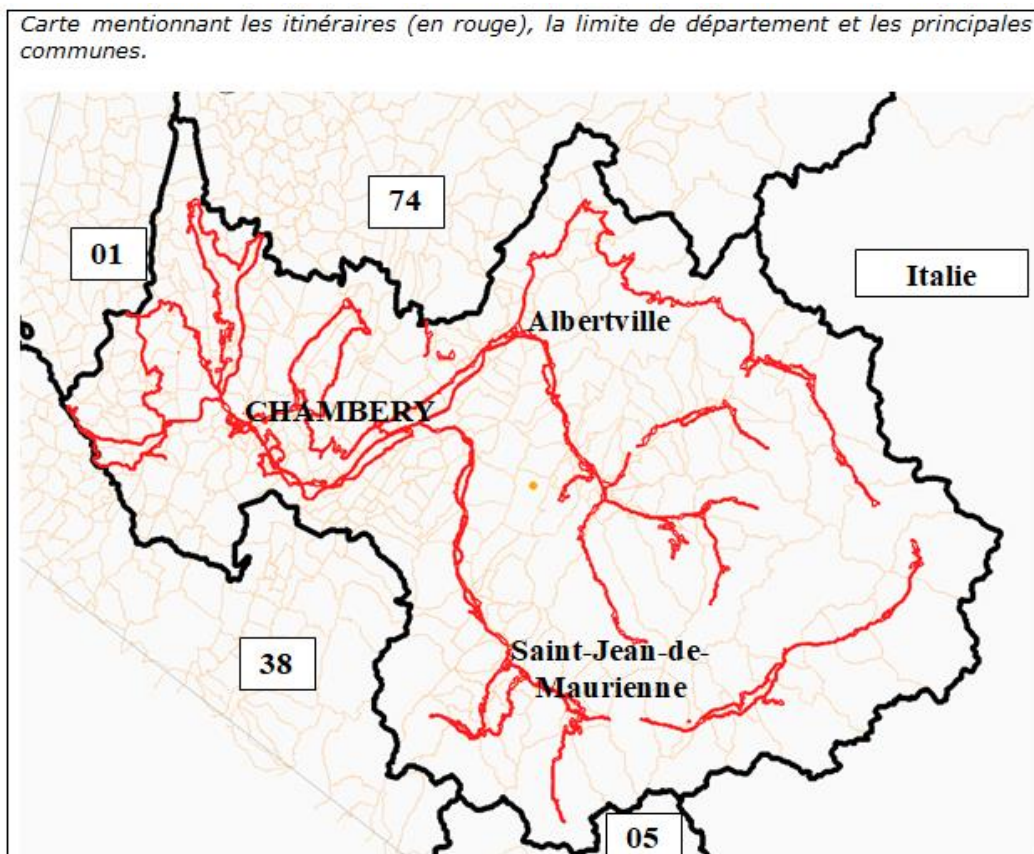 Carte mentionnant les itinéraires (en rouge), la limite de département et les principales
communes.
74
01
Italie
Albertville
CHAMBERY
Saint-Jean-de-
Maurienne
38
05